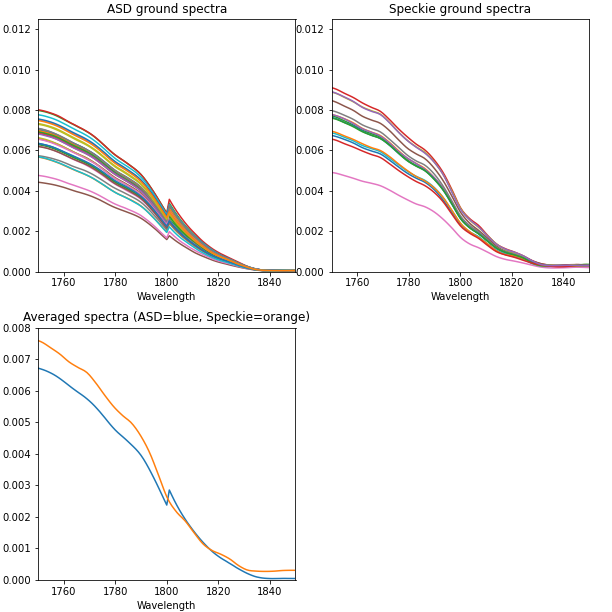 ASD ground spectra
0.012
0.010
0.008
0.006
0.004
0.002
0.000
1760 1780 1800 1820 1840
Wavelength
Speckie ground spectra
0.012
0.010
0.008
0.006
0.004
0.002
0.000
1760 1780 1800 1820 1840
Wavelength
Averaged spectra (ASD=blue, Speckie=orange)
0.008
0.007
0.006
0.005
0.004
0.003
0.002
0.001
0.000
1760 1780 1800 1820 1840
Wavelength